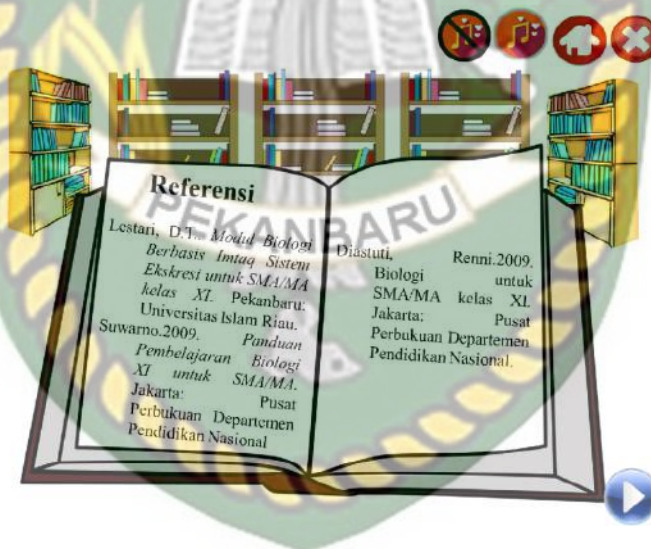 Referensi
Lestari, D.T.. Modul Biologi
Berbasis Imtaq Sistem
Ekskresi untuk SMA/MA
kelas XI. Pekanbaru:
Universitas Islam Riau.
Suwarno.2009. Panduan
Pembelajaran Biologi
XI untuk SMA/MA.
Jakarta: Pusat
Perbukuan Departemen
Pendidikan Nasional
Diastuti, Renni.2009.
Biologi untuk
SMA/MA kelas XI.
Jakarta: Pusat
Perbukuan Departemen
Pendidikan Nasional.
PEKANBARU